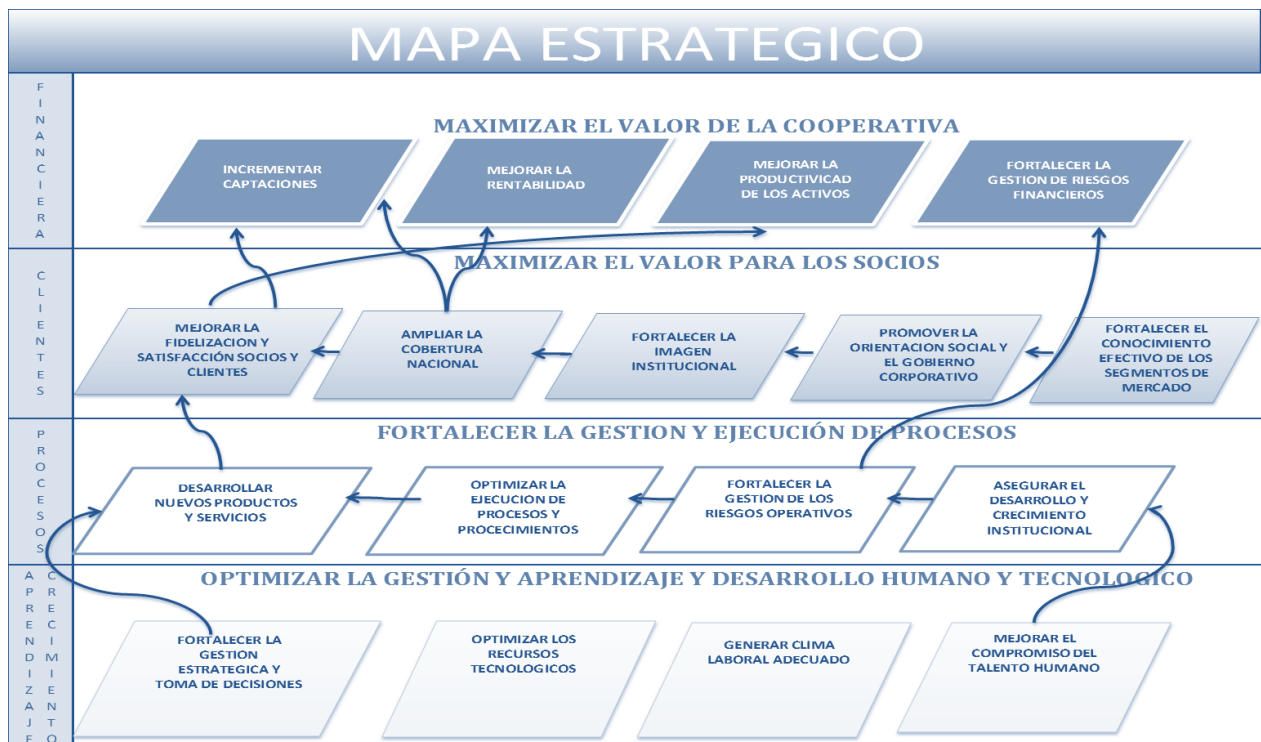 MAPA ESTRATEGICO
FINANCIERA
MAXIMIZAR EL VALOR DE LA COOPERATIVA
INCREMENTAR
CAPTACIONES
MEJORAR LA
RENTABILIDAD
MEJORAR LA
PRODUCTIVICAD
DE LOS ACTIVOS
FORTALECER LA
GESTION DE RIESGOS
FINANCIEROS
CLIENTES
MAXIMIZAR EL VALOR PARA LOS SOCIOS
MEJORAR LA
FIDELIZACION Y
SATISFACCIÓN SOCIOS Y
CLIENTES
AMPLIAR LA
COBERTURA
NACIONAL
FORTALECER LA
IMAGEN
INSTITUCIONAL
PROMOVER LA
ORIENTACION SOCIAL Y
EL GOBIERNO
CORPORATIVO
FORTALECER EL
CONOCIMIENTO
EFECTIVO DE LOS
SEGMENTOS DE
MERCADO
PROCESOS
FORTALECER LA GESTION Y EJECUCIÓN DE PROCESOS
DESARROLLAR
NUEVOS PRODUCTOS
Y SERVICIOS
OPTIMIZAR LA
EJECUCION DE
PROCESOS Y
PROCECIMIENTOS
FORTALECER LA
GESTION DE LOS
RIESGOS OPERATIVOS
ASEGURAR EL
DESARROLLO Y
CRECIMIENTO
INSTITUCIONAL
APRENDIZAJE
CRECIMIENTO
OPTIMIZAR LA GESTIÓN Y APRENDIZAJE Y DESARROLLO HUMANO Y TECNOLOGICO
FORTALECER LA
GESTION
ESTRATEGICA Y
TOMA DE DECISIONES
OPTIMIZAR LOS
RECURSOS
TECNOLOGICOS
GENERAR CLIMA
LABORAL ADECUADO
MEJORAR EL
COMPROMISO DEL
TALENTO HUMANO